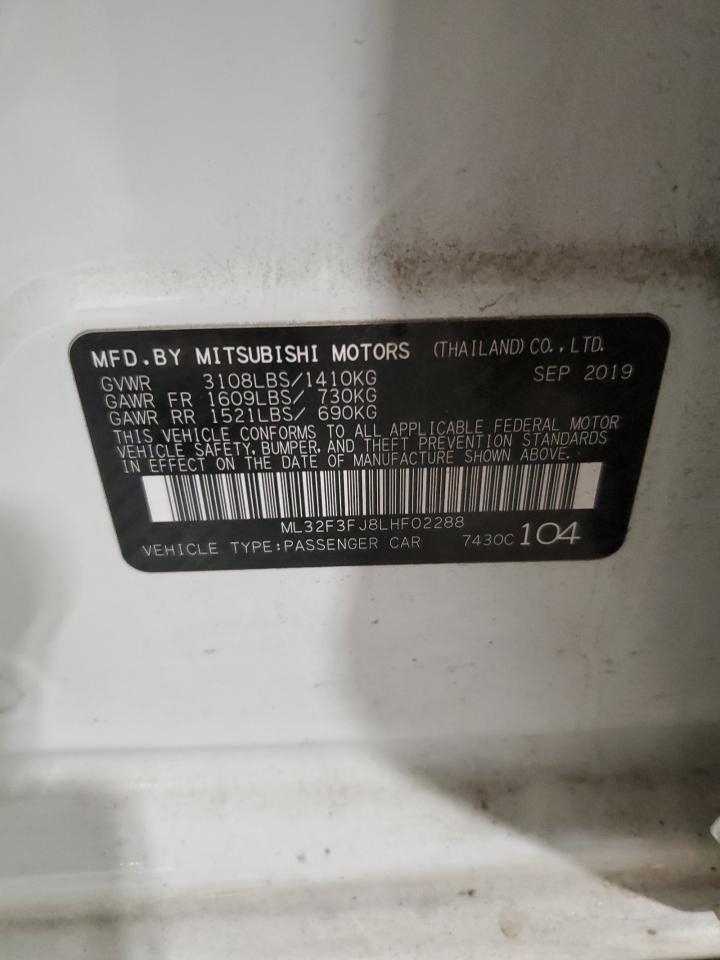 MFD.BY MITSUBISHI MOTORS (THAILAND) CO., LTD.
GVWR 3108LBS/1410KG SEP 2019
GAWR FR 1609LBS/ 730KG
GAWR RR 1521LBS/ 690KG
THIS VEHICLE CONFORMS TO ALL APPLICABLE FEDERAL MOTOR
VEHICLE SAFETY, BUMPER, AND THEFT PREVENTION STANDARDS
IN EFFECT ON THE DATE OF MANUFACTURE SHOWN ABOVE.
ML32F3FJ8LHF02288
VEHICLE TYPE:PASSENGER CAR 7430C 104